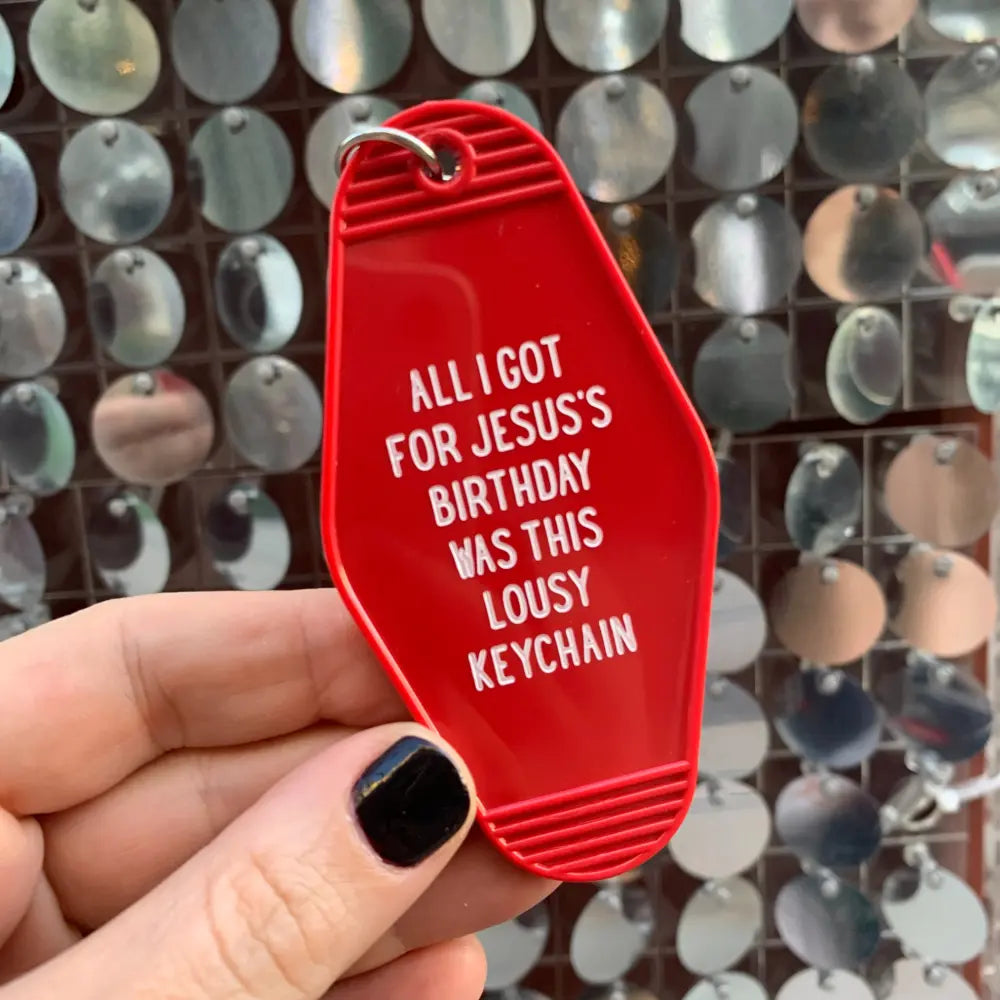 ALL I GOT
FOR JESUS'S
BIRTHDAY
WAS THIS
LOUSY
KEYCHAIN